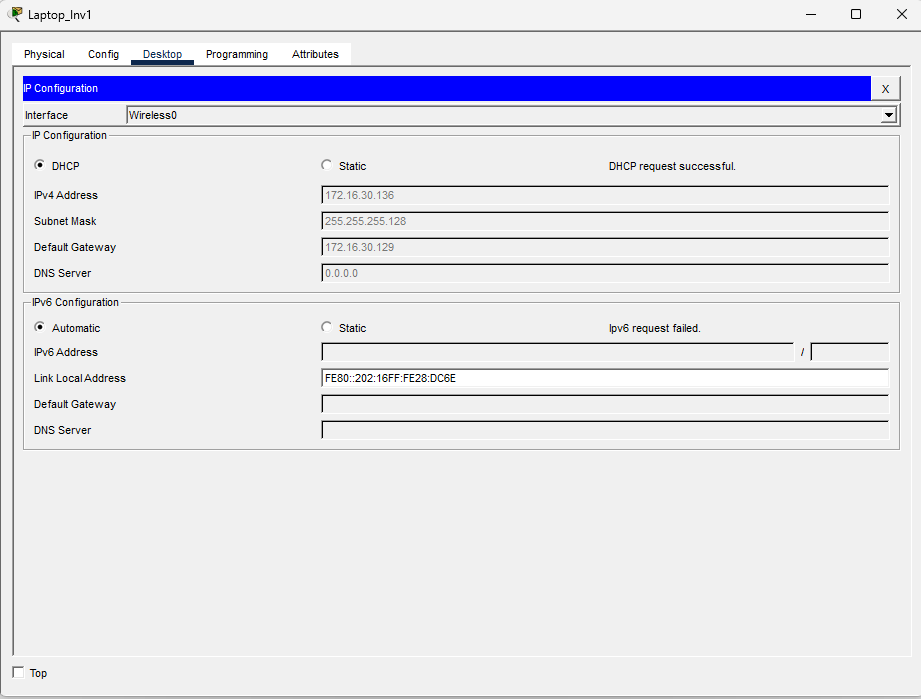 Laptop_Inv1
Physical Config Desktop Programming Attributes
IP Configuration X
Interface Wireless0
IP Configuration
DHCP Static DHCP request successful.
IPv4 Address 172.16.30.136
Subnet Mask 255.255.255.128
Default Gateway 172.16.30.129
DNS Server 0.0.0.0
IPv6 Configuration
Automatic Static Ipv6 request failed.
IPv6 Address /
Link Local Address FE80::202:16FF:FE28:DC6E
Default Gateway
DNS Server
Top